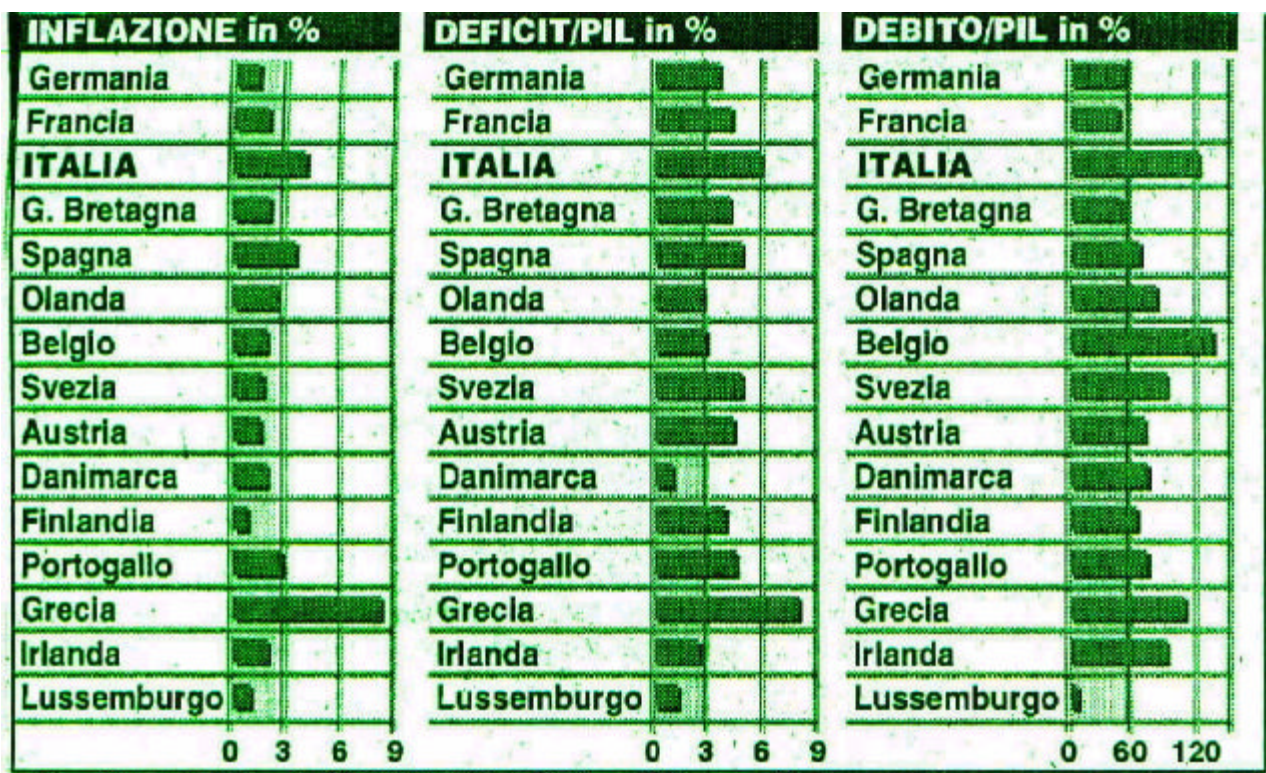 INFLAZIONE in %
Germania
Francia
ITALIA
G. Bretagna
Spagna
Olanda
Belgio
Svezia
Austria
Danimarca
Finlandia
Portogallo
Grecia
Irlanda
Lussemburgo
0 3 6 9
DEFICIT/PIL in %
Germania
Francia
ITALIA
G. Bretagna
Spagna
Olanda
Belgio
Svezia
Austria
Danimarca
Finlandia
Portogallo
Grecia
Irlanda
Lussemburgo
0 3 6 9
DEBITO/PIL in %
Germania
Francia
ITALIA
G. Bretagna
Spagna
Olanda
Belgio
Svezia
Austria
Danimarca
Finlandia
Portogallo
Grecia
Irlanda
Lussemburgo
0 60 120